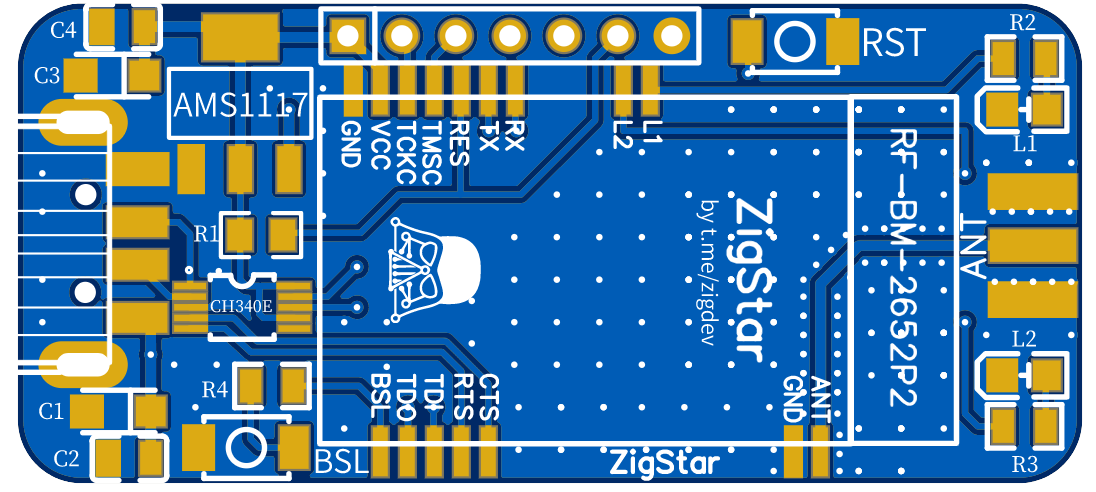 C4
R2
RST
C3
AMS1117
GND
VCC
TCKC
TMSC
RES
TX
RX
L2
L1
L1
RF-BM-2652P2
R1
ZigStar
by t.me/zigdev
ANT
CH340E
L2
R4
BSL
TDO
TDI
RTS
CTS
GND
ANT
C1
C2
BSL
ZigStar
R3